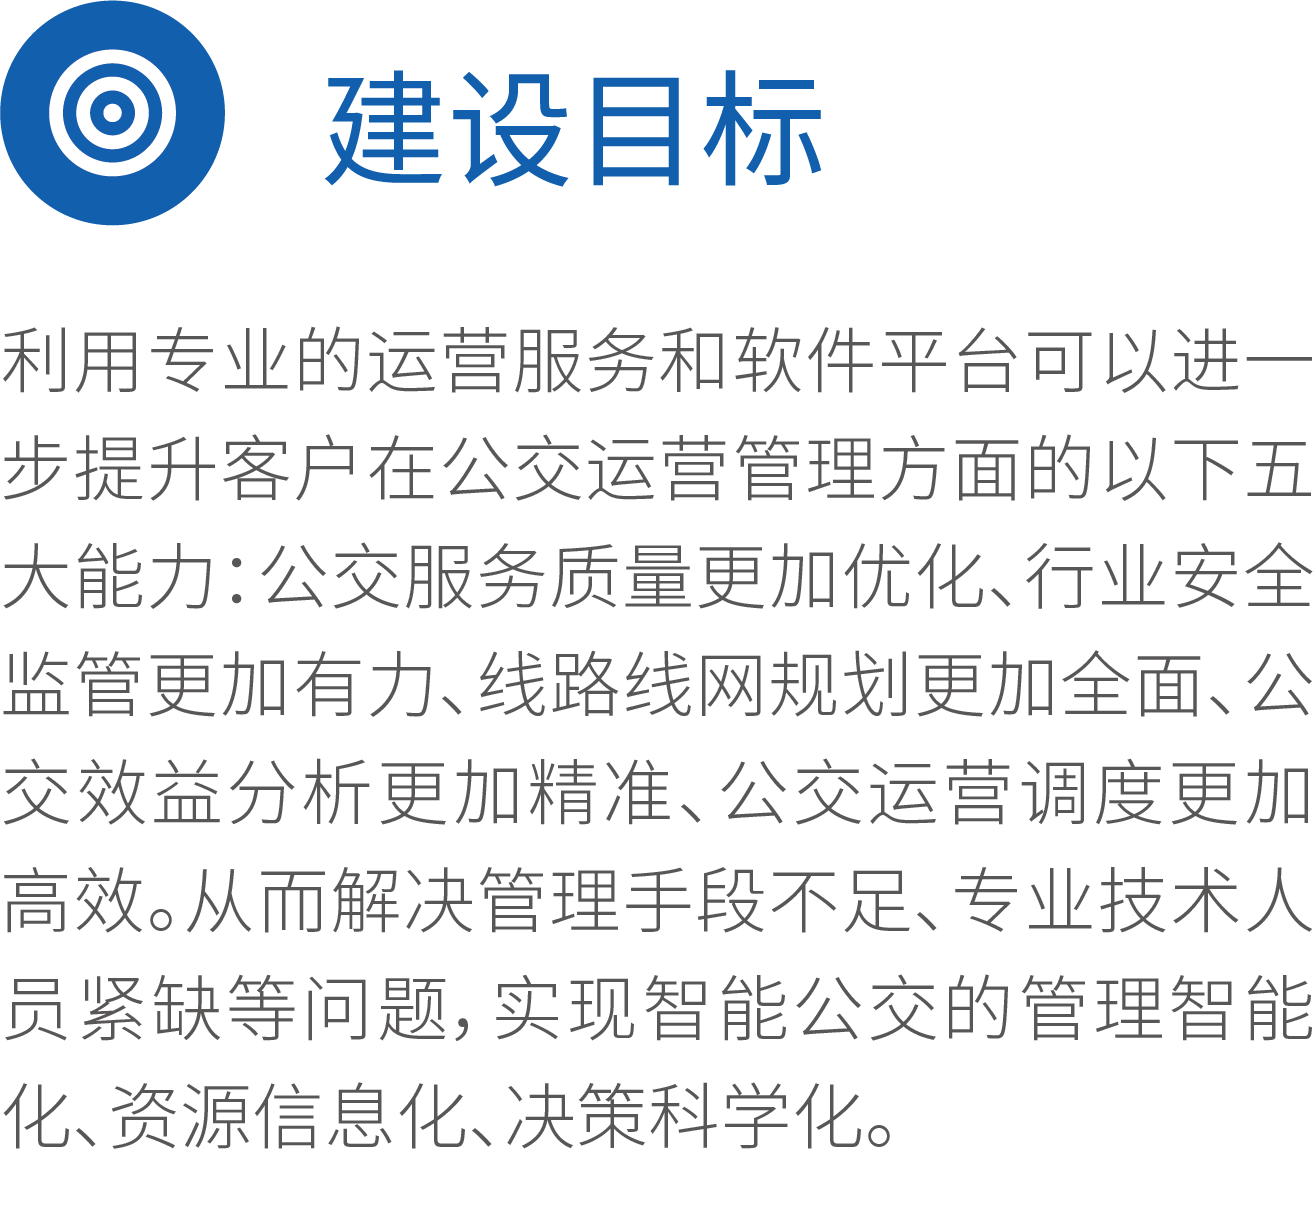 建设目标
利用专业的运营服务和软件平台可以进一
步提升客户在公交运营管理方面的以下五
大能力：公交服务质量更加优化、行业安全
监管更加有力、线路线网规划更加全面、公
交效益分析更加精准、公交运营调度更加
高效。从而解决管理手段不足、专业技术人
员紧缺等问题，实现智能公交的管理智能
化、资源信息化、决策科学化。